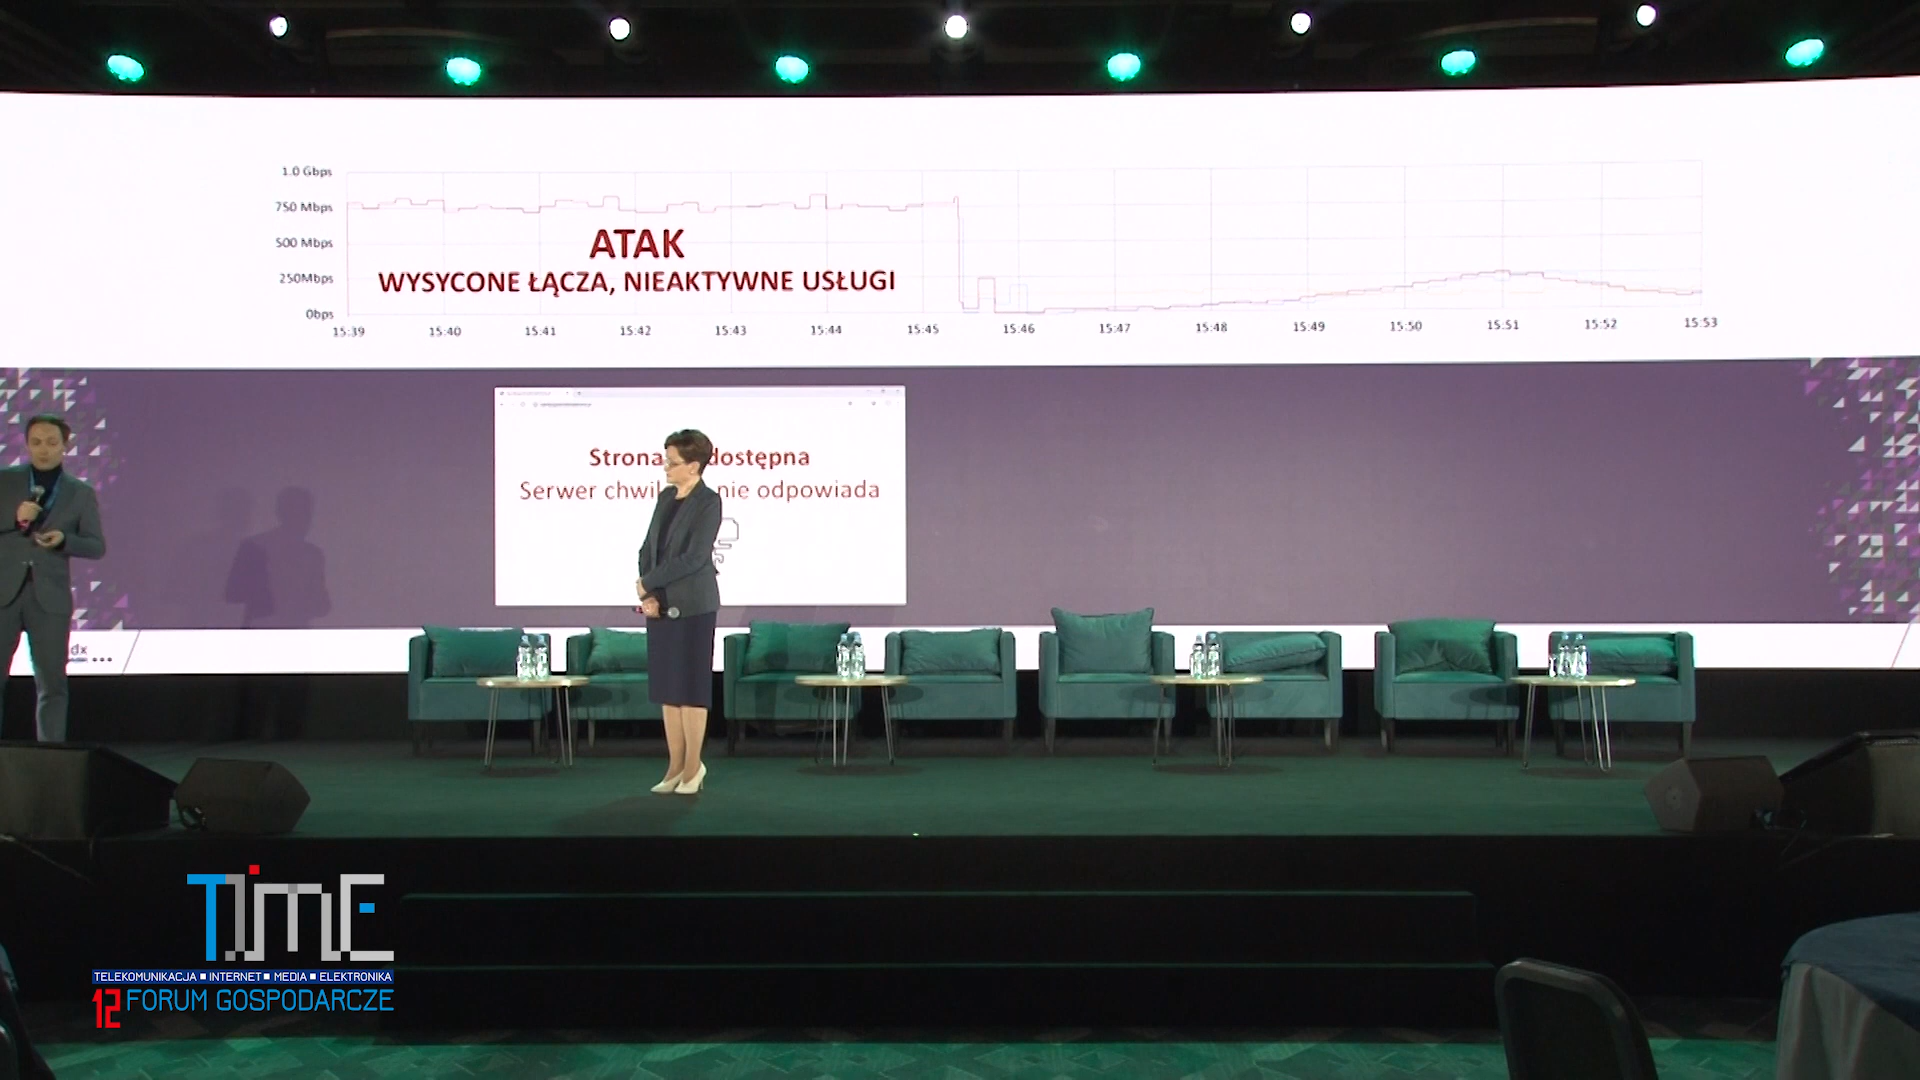 1.0 Gbps
750 Mbps
500 Mbps
250Mbps
0bps
ATAK
WYSYCONE ŁĄCZA, NIEAKTYWNE USŁUGI
15:39 15:40 15:41 15:42 15:43 15:44 15:45 15:46 15:47 15:48 15:49 15:50 15:51 15:52 15:53
Strona dostępna
Serwer chwil nie odpowiada
dx
TIME
TELEKOMUNIKACJA ▪ INTERNET ▪ MEDIA ▪ ELEKTRONIKA
12 FORUM GOSPODARCZE